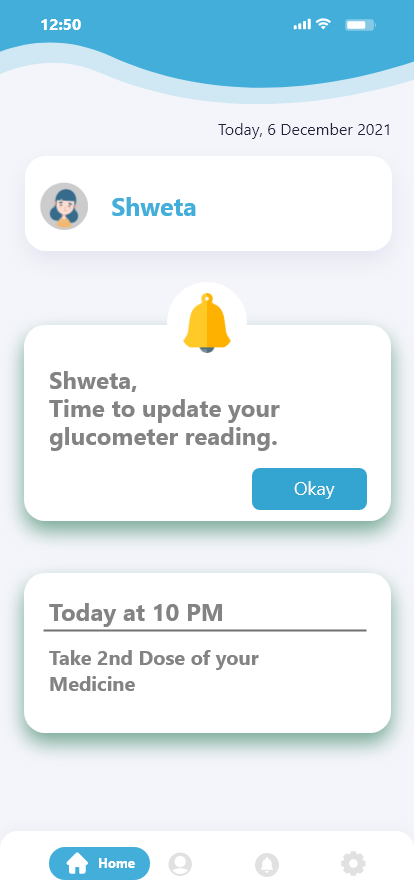 12:50
Today, 6 December 2021
Shweta
Shweta,
Time to update your
glucometer reading.
Okay
Today at 10 PM
Take 2nd Dose of your
Medicine
Home